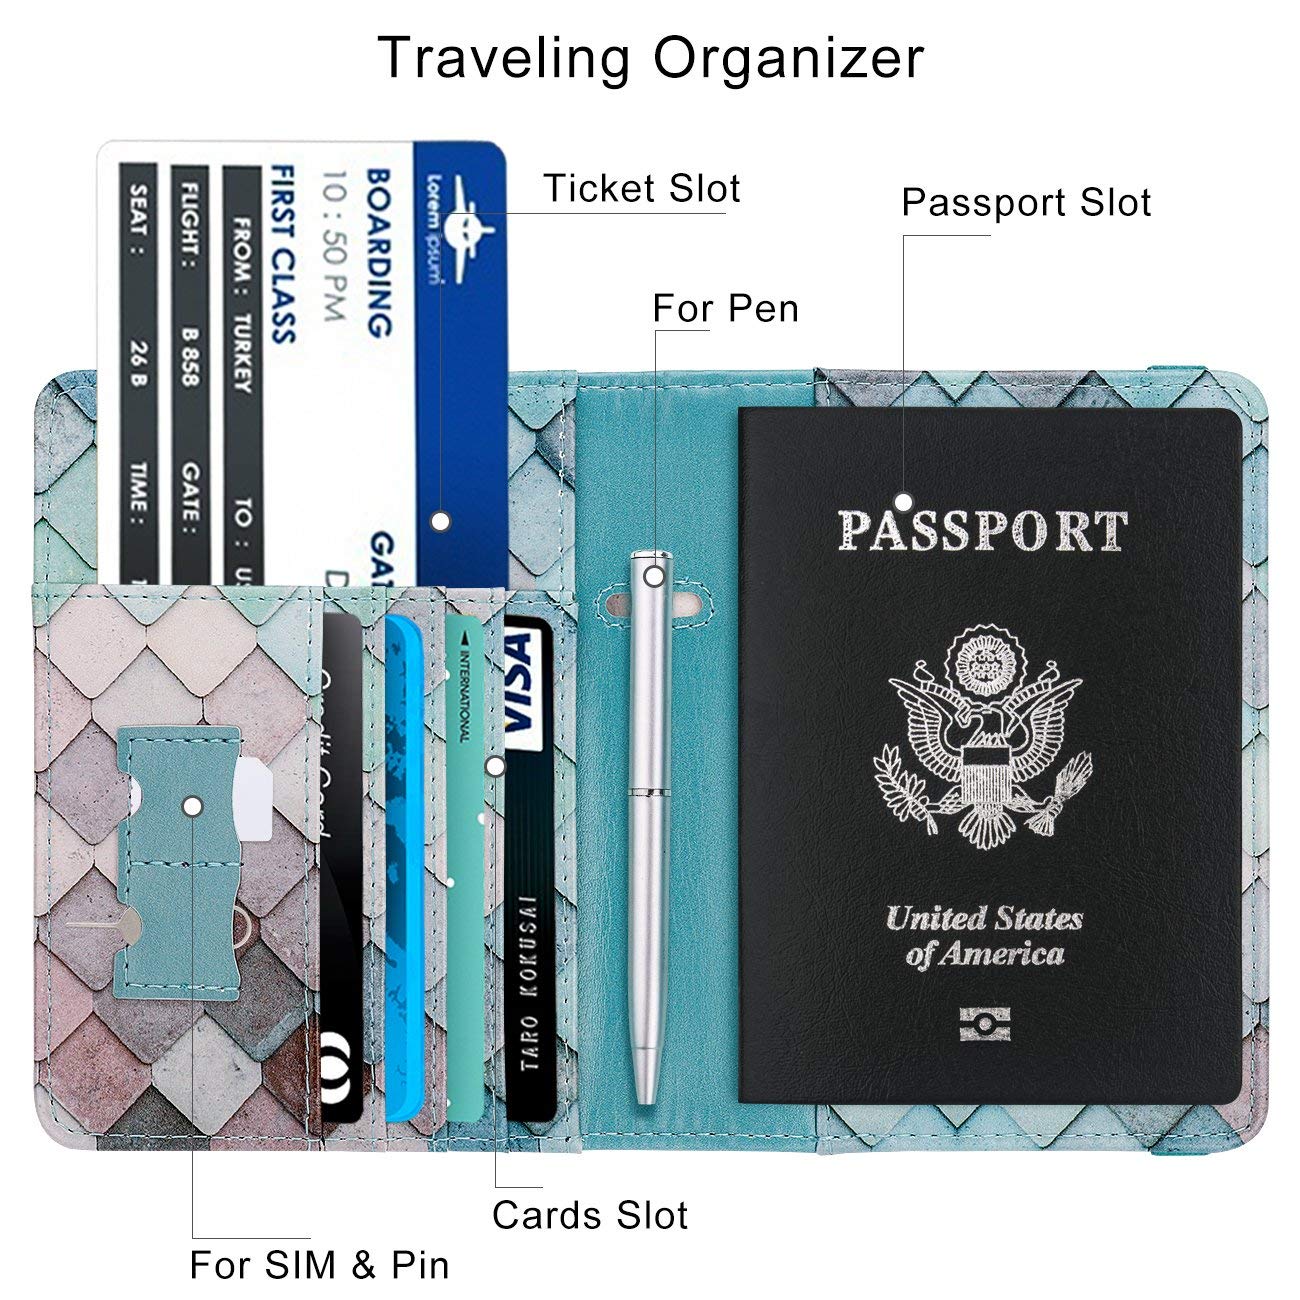 Traveling Organizer
Ticket Slot
Passport Slot
For Pen
Lorem ipsum
BOARDING
10 : 50 PM
FIRST CLASS
FROM : TURKEY TO :
FLIGHT : B 858 GATE :
SEAT : 26 B TIME :
PASSPORT
United States
of America
Credit Card
INTERNATIONAL
VISA
TARO KOKUSAI
Cards Slot
For SIM & Pin